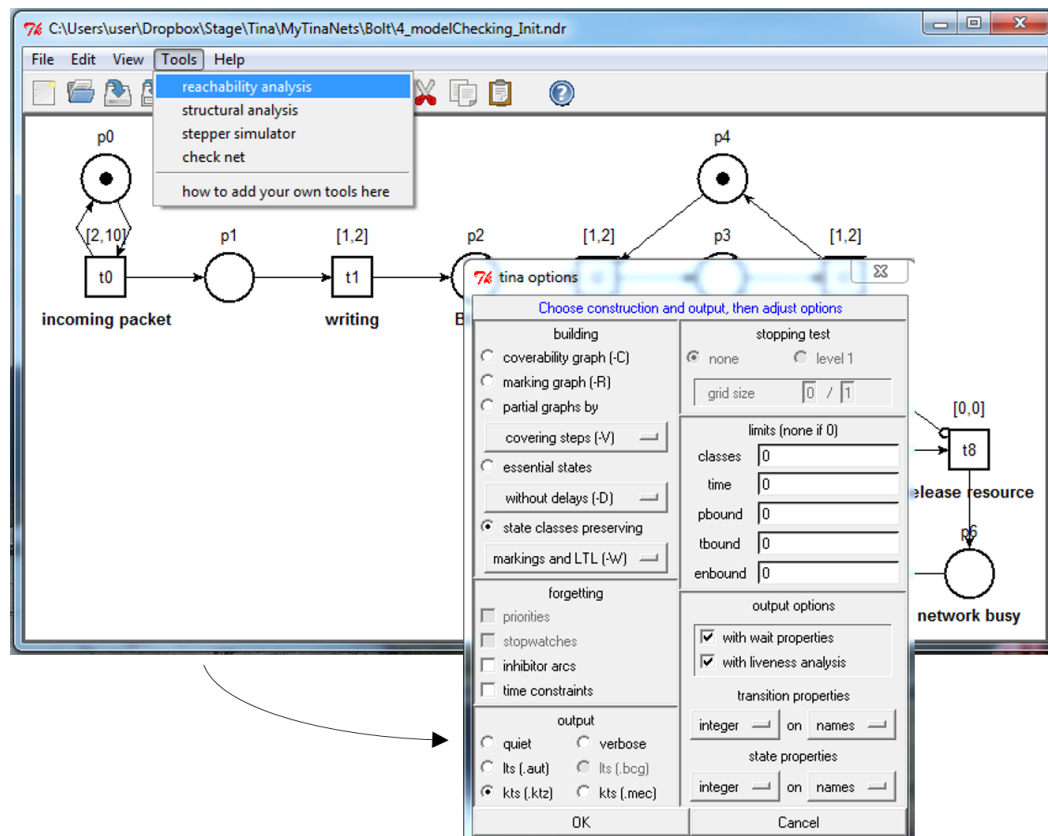 C:\Users\user\Dropbox\Stage\Tina\MyTinaNets\Bolt\4_modelChecking_Init.ndr
File Edit View Tools Help
reachability analysis
structural analysis
stepper simulator
check net
how to add your own tools here
p0
p4
[2,10]
p1
[1,2]
p2
[1,2]
p3
[1,2]
t0
t1
incoming packet
writing
B
tina options
Choose construction and output, then adjust options
building
coverability graph (-C)
marking graph (-R)
partial graphs by
covering steps (-V)
essential states
without delays (-D)
state classes preserving
markings and LTL (-W)
forgetting
priorities
stopwatches
inhibitor arcs
time constraints
output
quiet
verbose
lts (.aut)
lts (.bcg)
kts (.ktz)
kts (.mec)
stopping test
none
level 1
grid size 0 / 1
limits (none if 0)
classes 0
time 0
pbound 0
tbound 0
enbound 0
output options
with wait properties
with liveness analysis
transition properties
integer on names
state properties
integer on names
OK
Cancel
[0,0]
t8
elease resource
p6
network busy